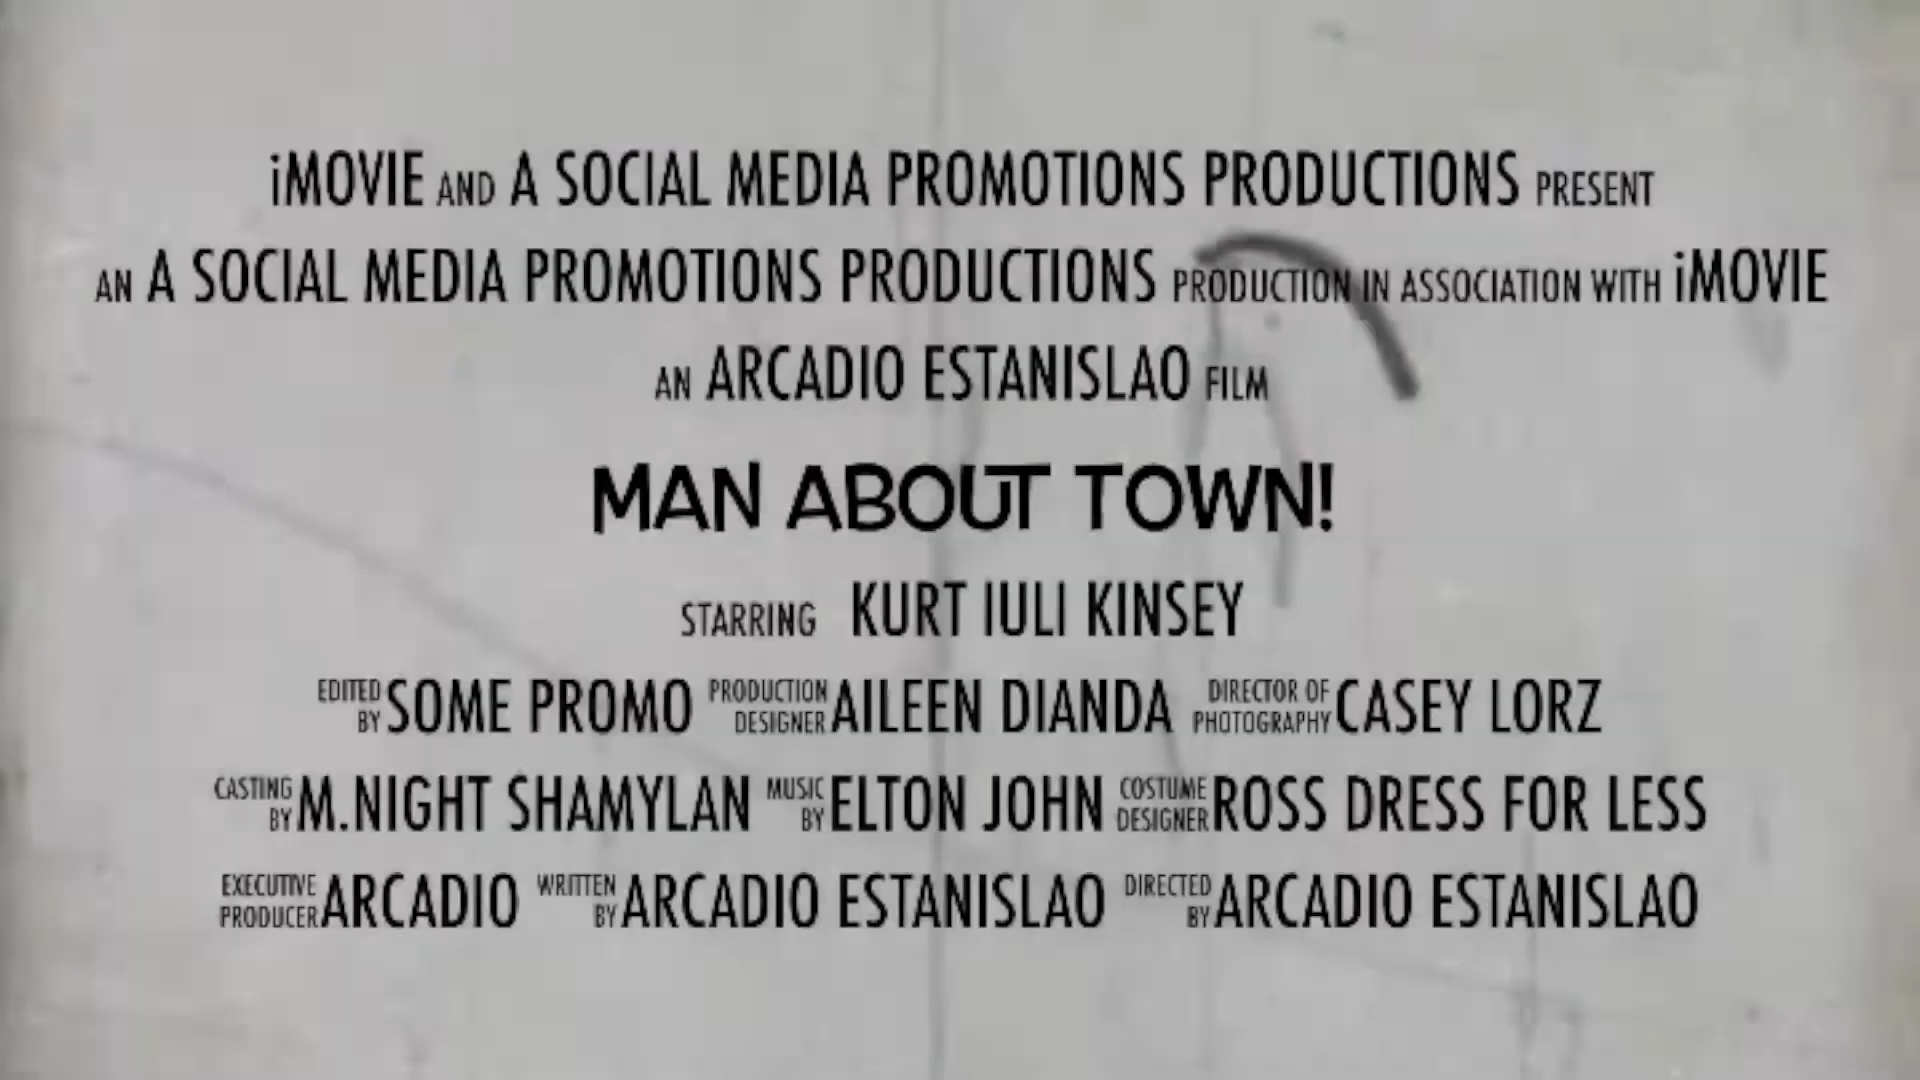 iMOVIE AND A SOCIAL MEDIA PROMOTIONS PRODUCTIONS PRESENT
AN A SOCIAL MEDIA PROMOTIONS PRODUCTIONS PRODUCTION IN ASSOCIATION WITH iMOVIE
AN ARCADIO ESTANISLAO FILM
MAN ABOUT TOWN!
STARRING KURT IULI KINSEY
EDITED BY SOME PROMO PRODUCTION DESIGNER AILEEN DIANDA DIRECTOR OF PHOTOGRAPHY CASEY LORZ
CASTING BY M.NIGHT SHAMYLAN MUSIC BY ELTON JOHN COSTUME DESIGNER ROSS DRESS FOR LESS
EXECUTIVE PRODUCER ARCADIO WRITTEN BY ARCADIO ESTANISLAO DIRECTED BY ARCADIO ESTANISLAO